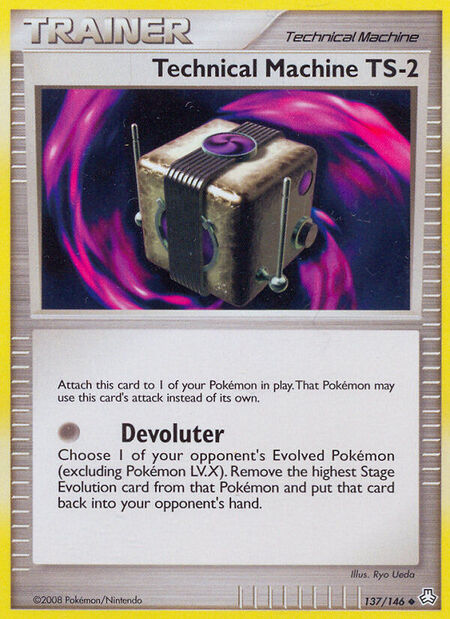 TRAINER
Technical Machine
Technical Machine TS-2
Attach this card to 1 of your Pokémon in play. That Pokémon may
use this card's attack instead of its own.
Devoluter
Choose 1 of your opponent's Evolved Pokémon
(excluding Pokémon LV.X). Remove the highest Stage
Evolution card from that Pokémon and put that card
back into your opponent's hand.
Illus. Ryo Ueda
©2008 Pokémon/Nintendo
137/146